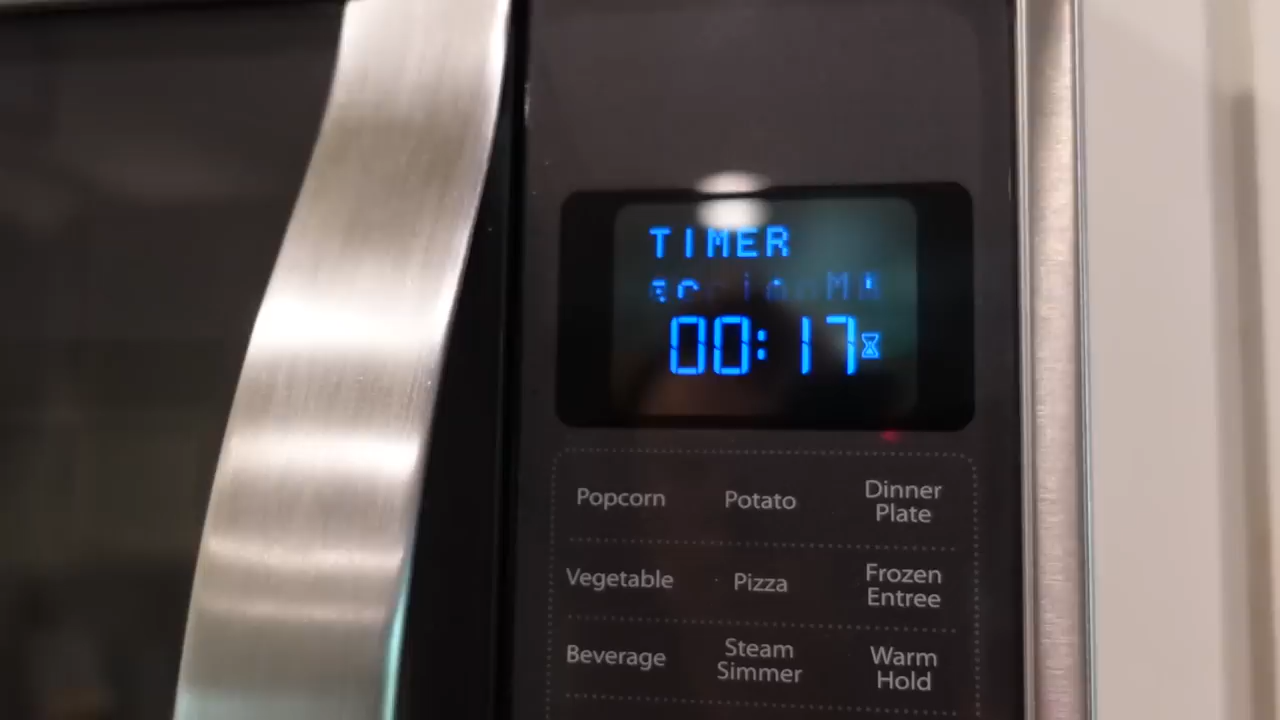 TIMER
00:17
Popcorn
Potato
Dinner
Plate
Vegetable
Pizza
Frozen
Entree
Beverage
Steam
Simmer
Warm
Hold